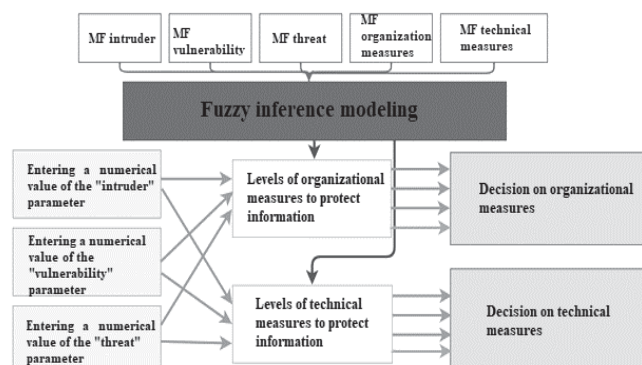 MF intruder
MF
vulnerability
MF threat
MF
organization
measures
MF technical
measures
Fuzzy inference modeling
Entering a numerical
value of the "intruder"
parameter
Levels of organizational
measures to protect
information
Decision on organizational
measures
Entering a numerical
value of the
"vulnerability"
parameter
Levels of technical
measures to protect
information
Decision on technical
measures
Entering a numerical
value of the "threat"
parameter